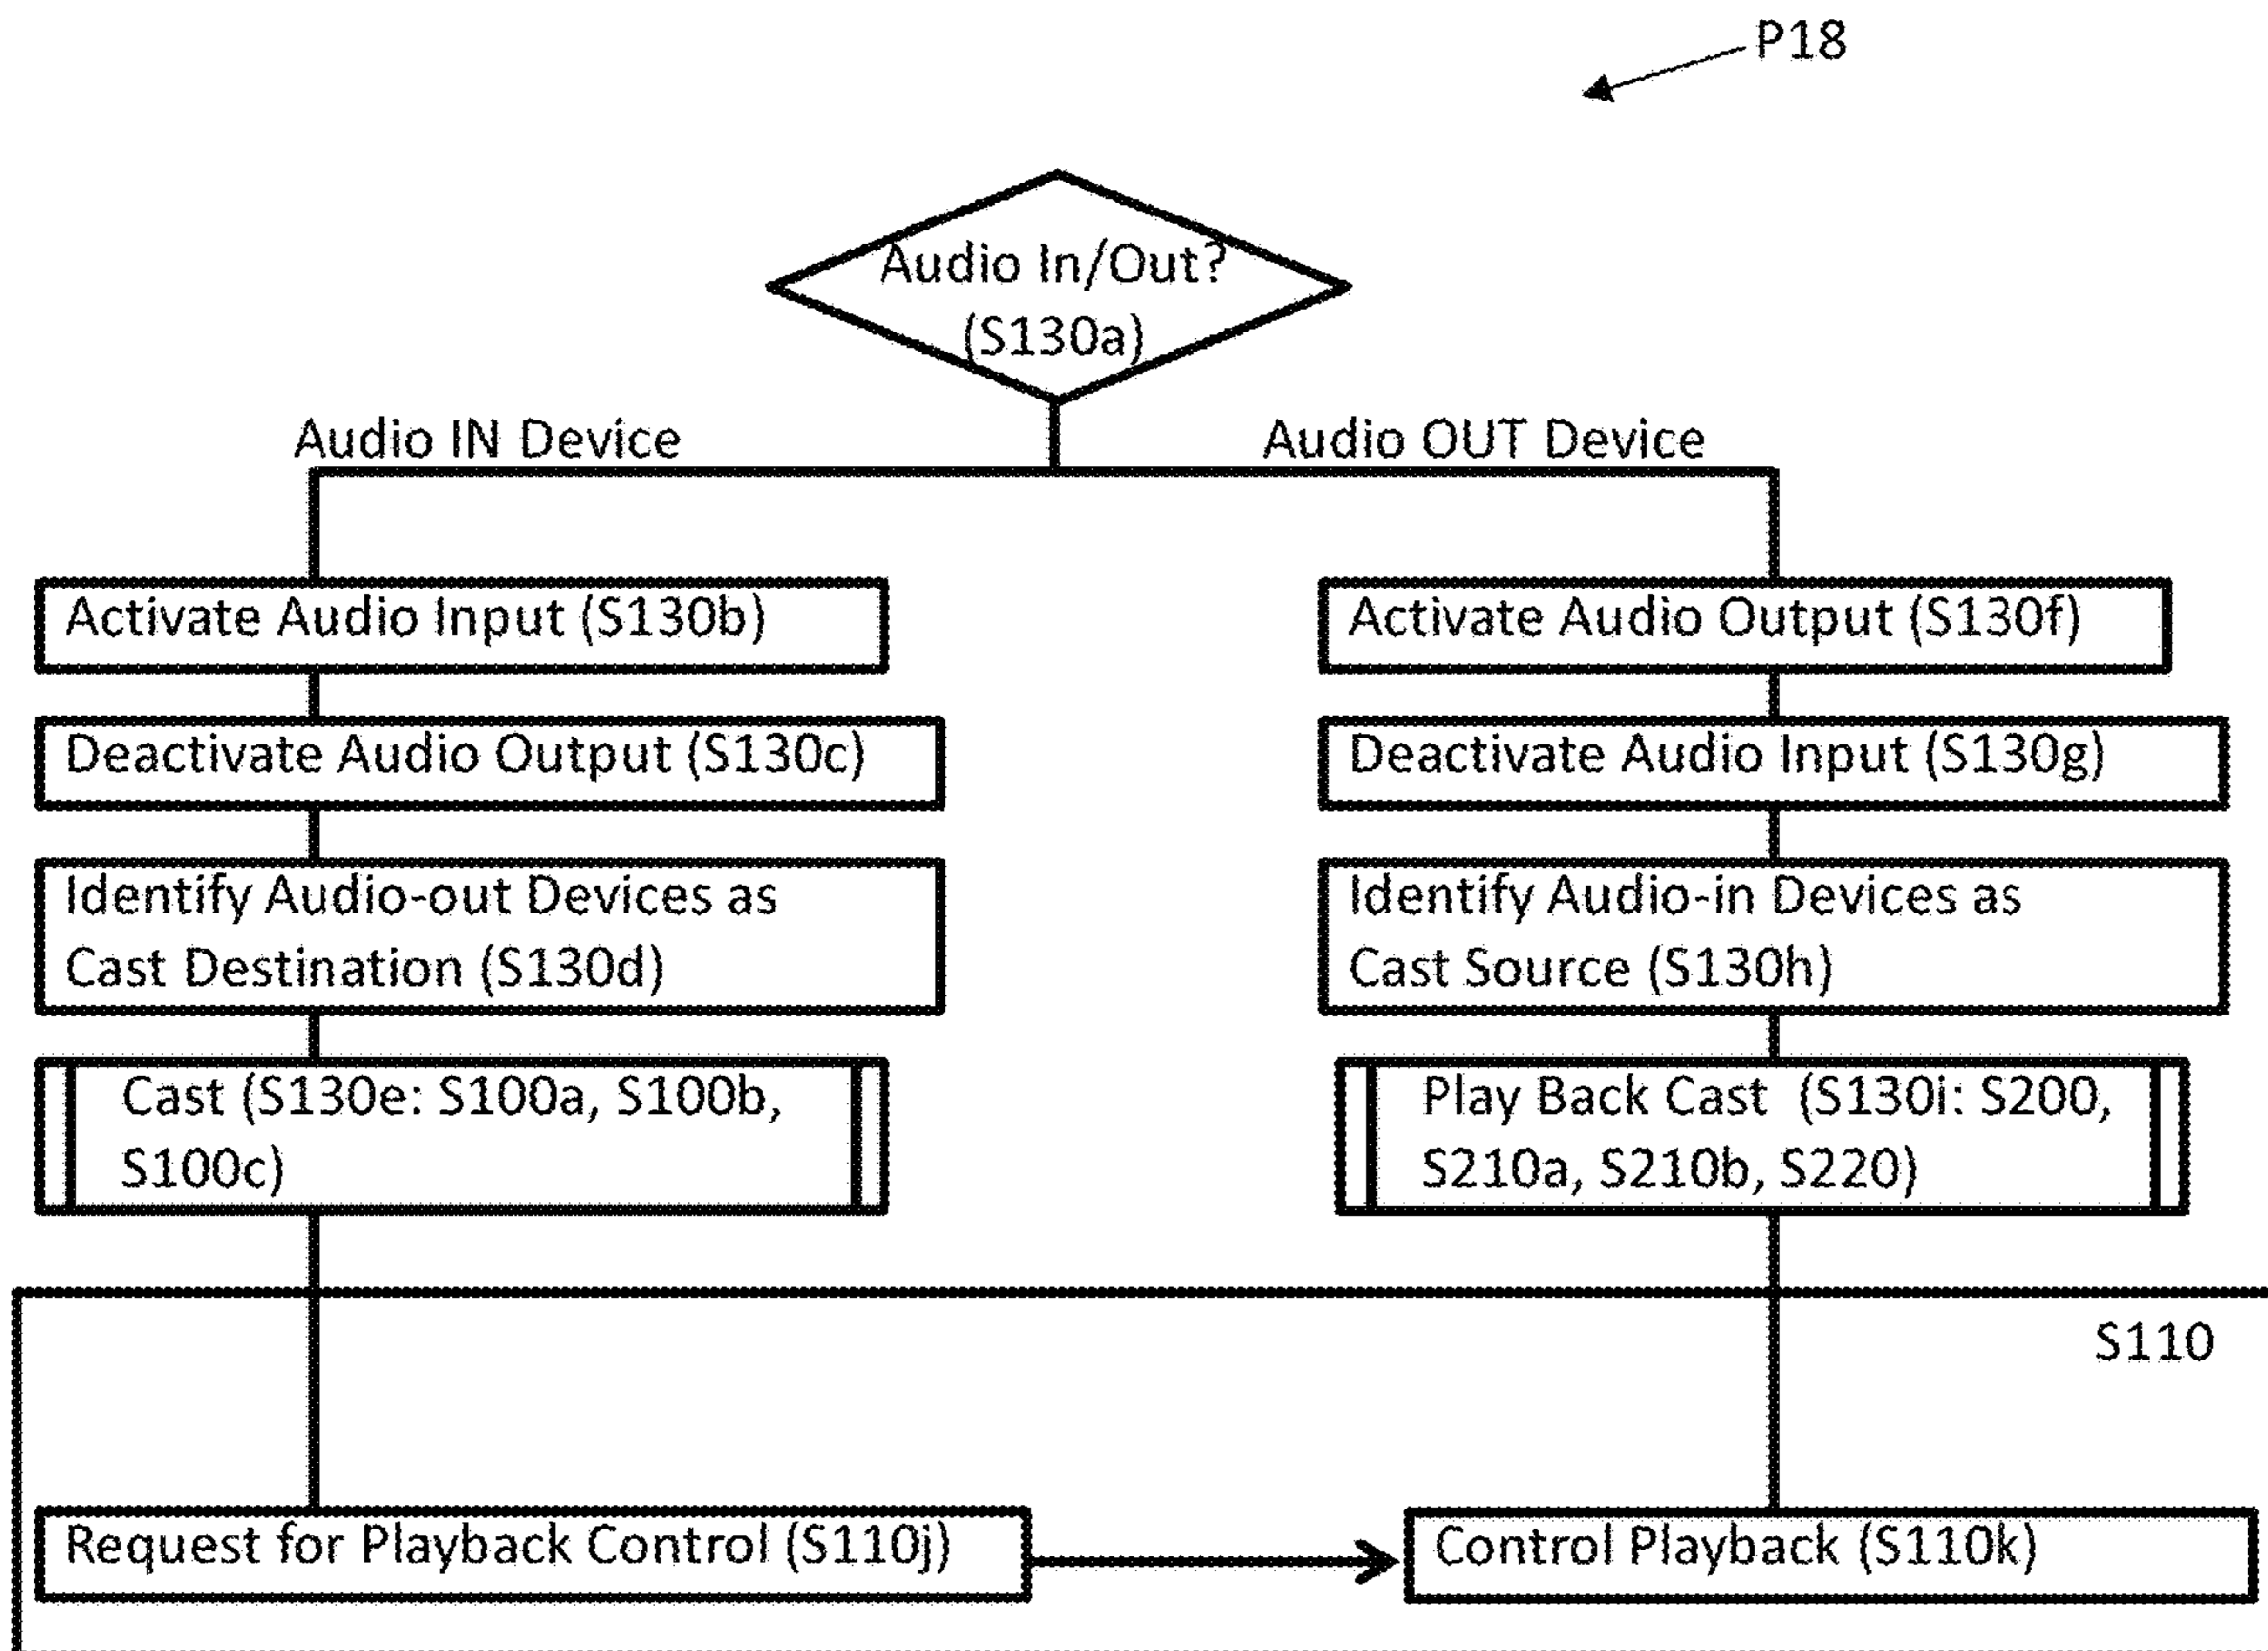 P18
Audio In/Out?
(S130a)
Audio IN Device
Audio OUT Device
Activate Audio Input (S130b)
Deactivate Audio Output (S130c)
Identify Audio-out Devices as
Cast Destination (S130d)
Cast (S130e: S100a, S100b,
S100c)
Activate Audio Output (S130f)
Deactivate Audio Input (S130g)
Identify Audio-in Devices as
Cast Source (S130h)
Play Back Cast (S130i: S200,
S210a, S210b, S220)
S110
Request for Playback Control (S110j)
Control Playback (S110k)